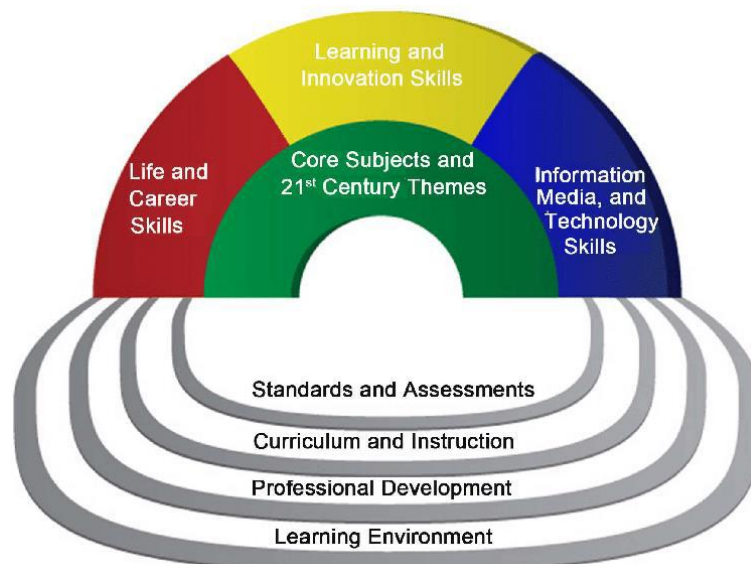 Learning and
Innovation Skills
Life and
Career
Skills
Core Subjects and
21st Century Themes
Information
Media, and
Technology
Skills
Standards and Assessments
Curriculum and Instruction
Professional Development
Learning Environment